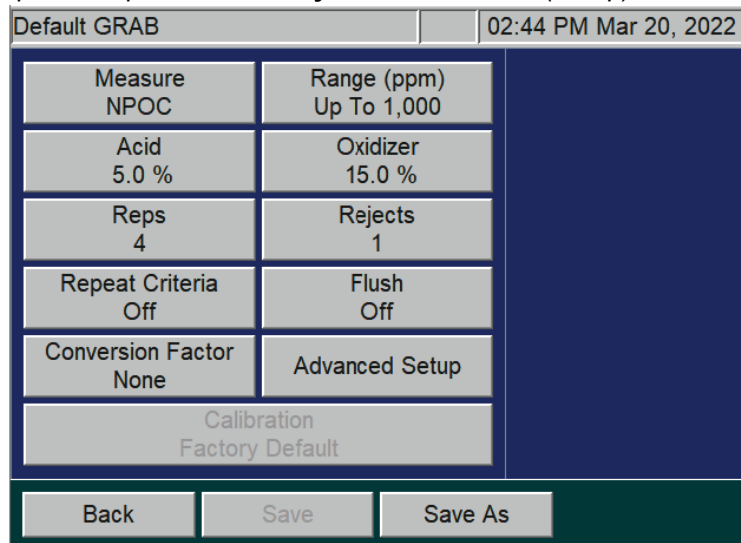 Default GRAB
02:44 PM Mar 20, 2022
Measure
NPOC
Range (ppm)
Up To 1,000
Acid
5.0 %
Oxidizer
15.0 %
Reps
4
Rejects
1
Repeat Criteria
Off
Flush
Off
Conversion Factor
None
Advanced Setup
Calibration
Factory Default
Back
Save
Save As